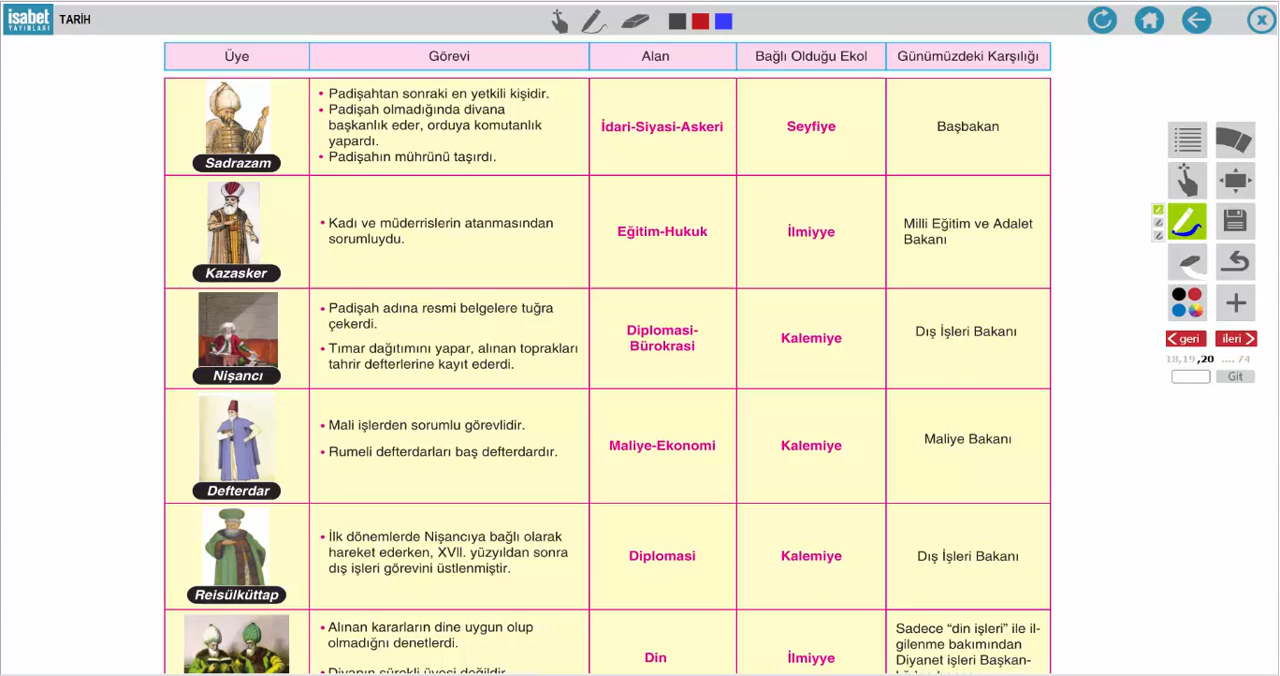 isabet
YAYINLARI
TARİH
Üye
Görevi
Alan
Bağlı Olduğu Ekol
Günümüzdeki Karşılığı
• Padişahtan sonraki en yetkili kişidir.
• Padişah olmadığında divana
başkanlık eder, orduya komutanlık
yapardı.
• Padişahın mührünü taşırdı.
Sadrazam
İdari-Siyasi-Askeri
Seyfiye
Başbakan
• Kadı ve müderrislerin atanmasından
sorumluydu.
Kazasker
Eğitim-Hukuk
İlmiyye
Milli Eğitim ve Adalet
Bakanı
• Padişah adına resmi belgelere tuğra
çekerdi.
• Tımar dağıtımını yapar, alınan toprakları
tahrir defterlerine kayıt ederdi.
Nişancı
Diplomasi-
Bürokrasi
Kalemiye
Dış İşleri Bakanı
• Mali işlerden sorumlu görevlidir.
• Rumeli defterdarları baş defterdardır.
Defterdar
Maliye-Ekonomi
Kalemiye
Maliye Bakanı
• İlk dönemlerde Nişancıya bağlı olarak
hareket ederken, XVII. yüzyıldan sonra
dış işleri görevini üstlenmiştir.
Reisülküttap
Diplomasi
Kalemiye
Dış İşleri Bakanı
• Alınan kararların dine uygun olup
olmadığnı denetlerdi.
• Divanın sürekli üyesi değildir.
Din
İlmiyye
Sadece “din işleri” ile il-
gilenme bakımından
Diyanet işleri Başkan-
geri
ileri
18,19,20 .... 74
Git